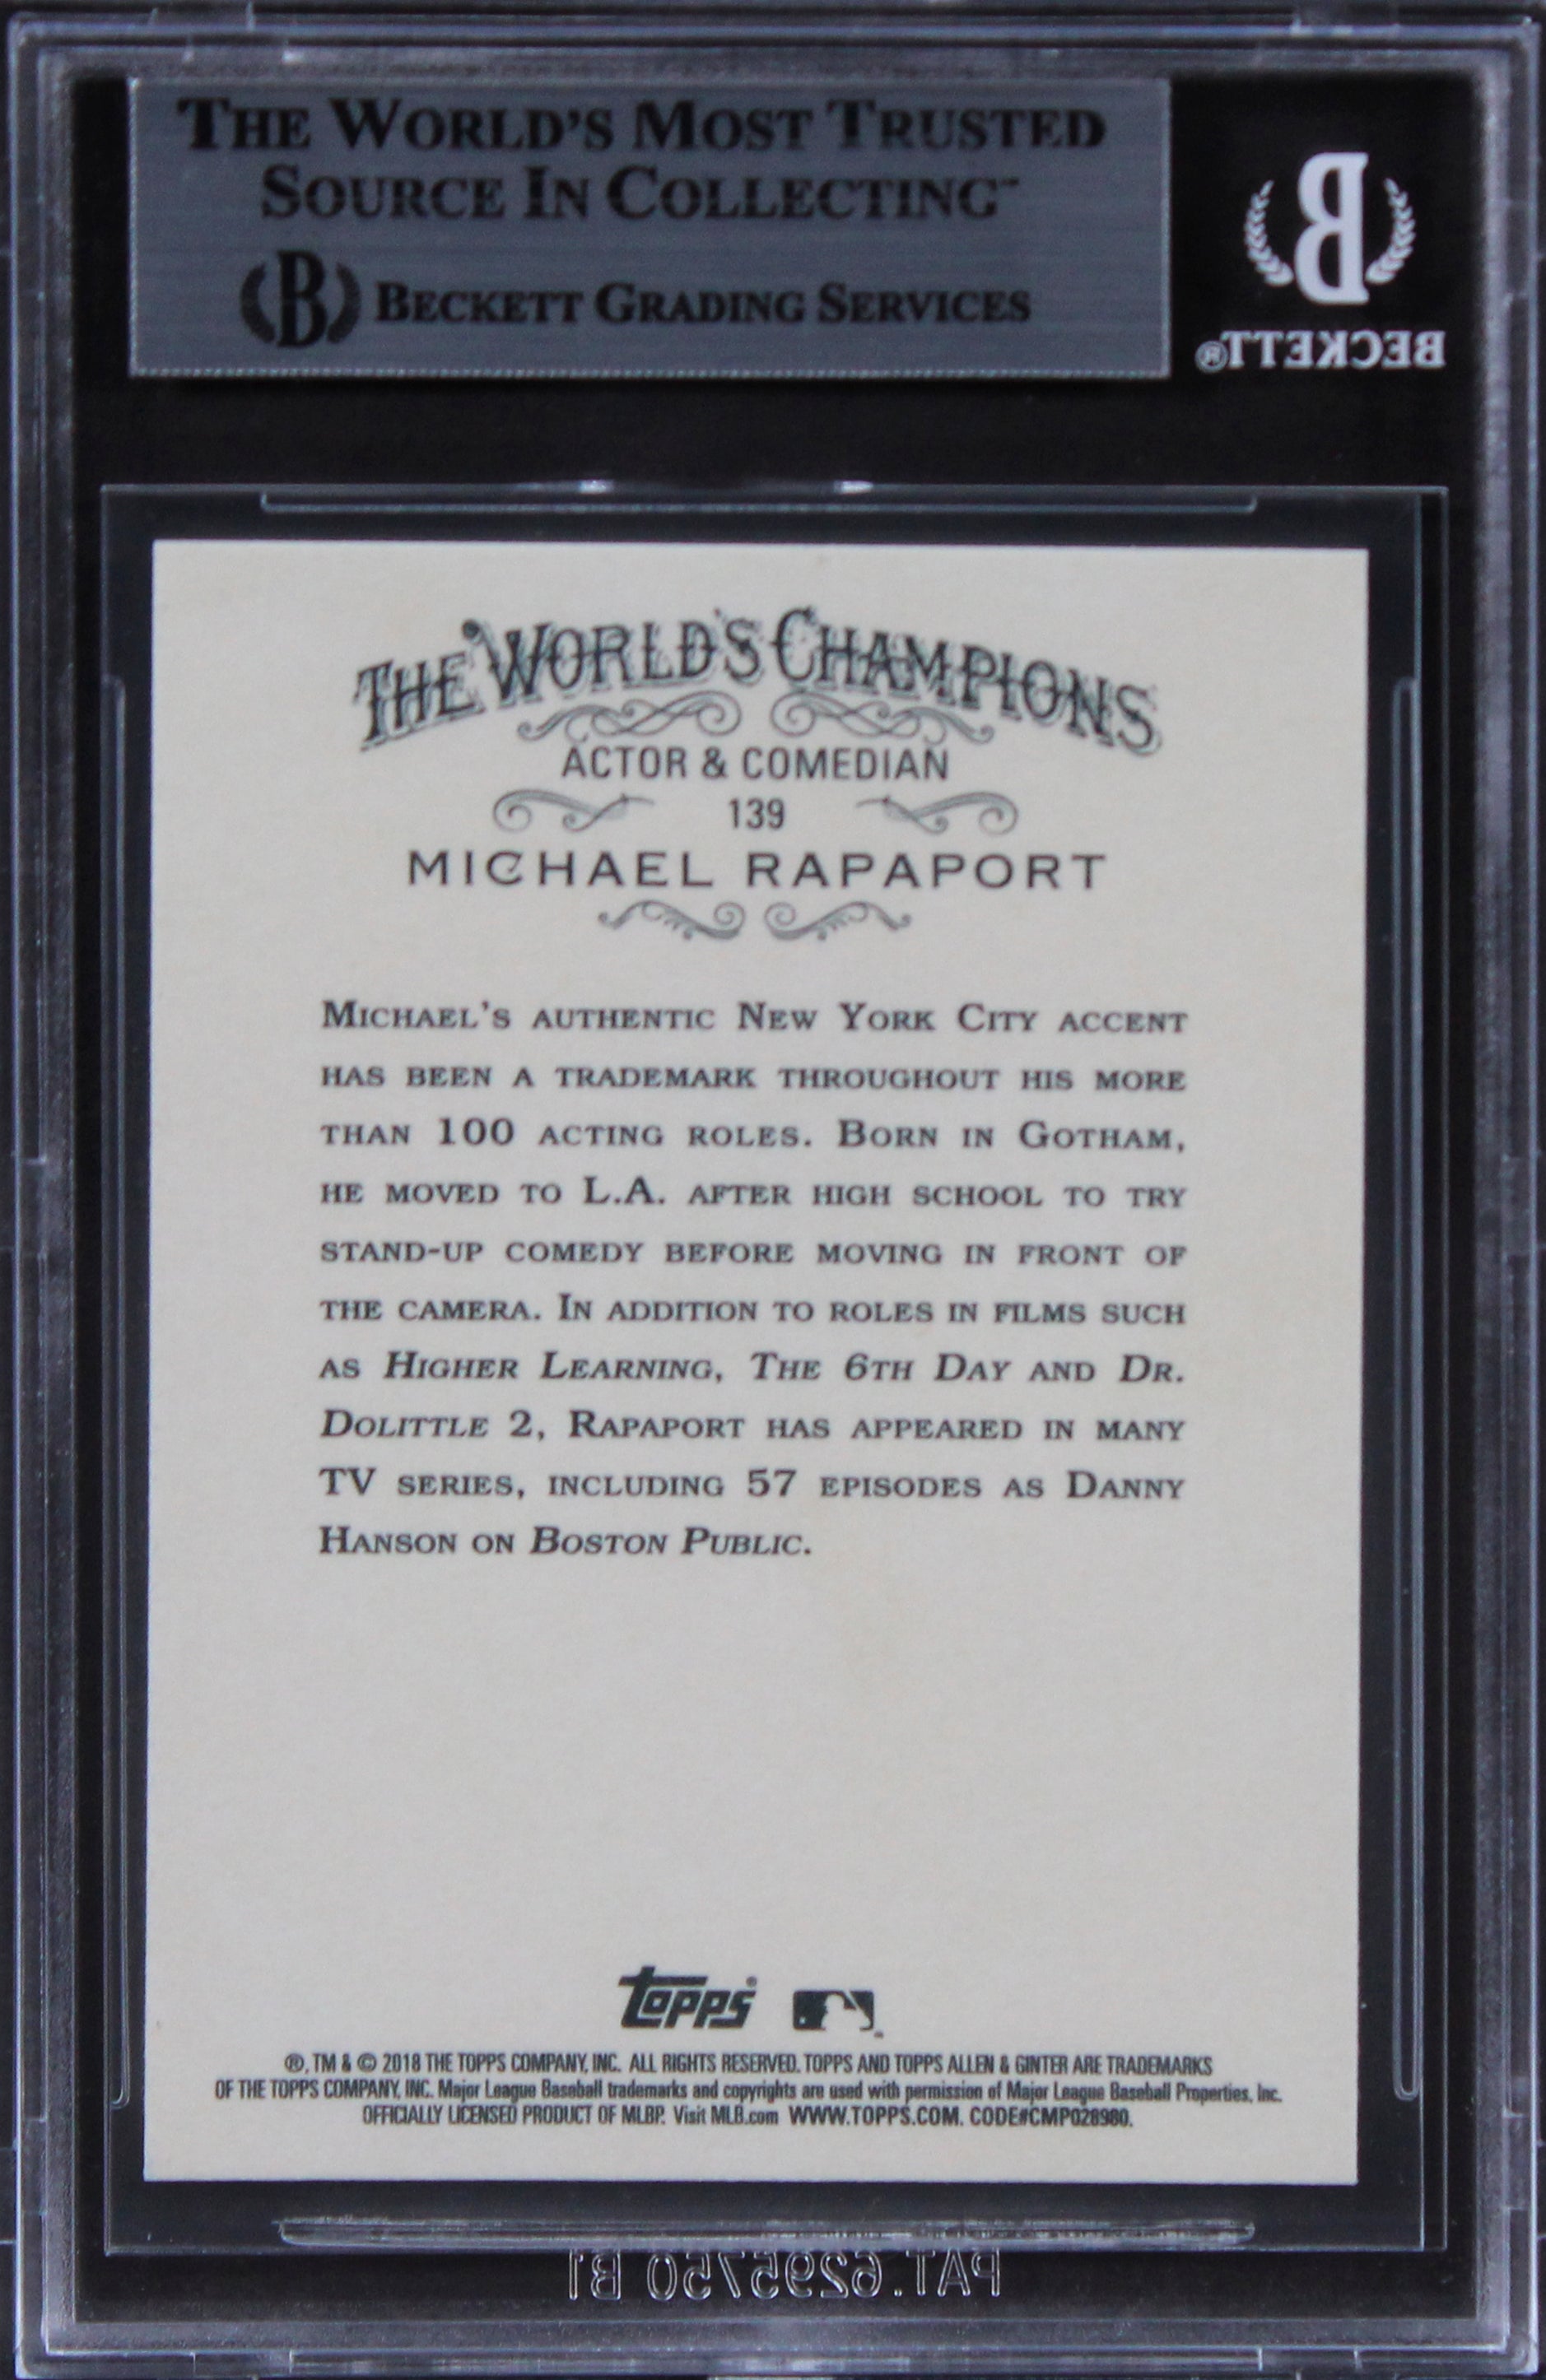 THE WORLD'S MOST TRUSTED
SOURCE IN COLLECTING™
B BECKETT GRADING SERVICES
B
BECKETT®
THE WORLD'S CHAMPIONS
ACTOR & COMEDIAN
139
MICHAEL RAPAPORT
MICHAEL'S AUTHENTIC NEW YORK CITY ACCENT
HAS BEEN A TRADEMARK THROUGHOUT HIS MORE
THAN 100 ACTING ROLES. BORN IN GOTHAM,
HE MOVED TO L.A. AFTER HIGH SCHOOL TO TRY
STAND-UP COMEDY BEFORE MOVING IN FRONT OF
THE CAMERA. IN ADDITION TO ROLES IN FILMS SUCH
AS HIGHER LEARNING, THE 6TH DAY AND DR.
DOLITTLE 2, RAPAPORT HAS APPEARED IN MANY
TV SERIES, INCLUDING 57 EPISODES AS DANNY
HANSON ON BOSTON PUBLIC.
Topps®
®, TM & © 2018 THE TOPPS COMPANY, INC. ALL RIGHTS RESERVED. TOPPS AND TOPPS ALLEN & GINTER ARE TRADEMARKS
OF THE TOPPS COMPANY, INC. Major League Baseball trademarks and copyrights are used with permission of Major League Baseball Properties, Inc.
OFFICIALLY LICENSED PRODUCT OF MLBP. Visit MLB.com WWW.TOPPS.COM. CODE#CMP028980.
PAT. 6295750 B1